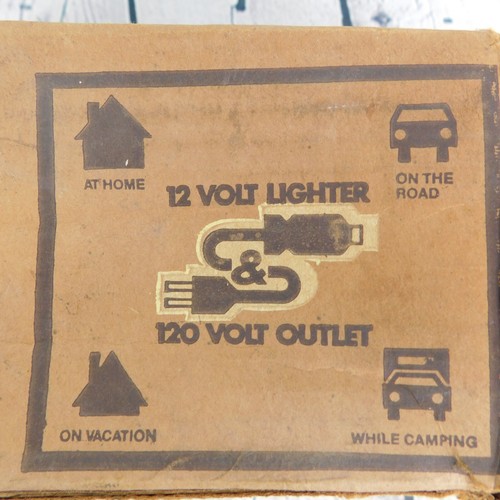 AT HOME
ON THE
ROAD
12 VOLT LIGHTER
&
120 VOLT OUTLET
ON VACATION
WHILE CAMPING